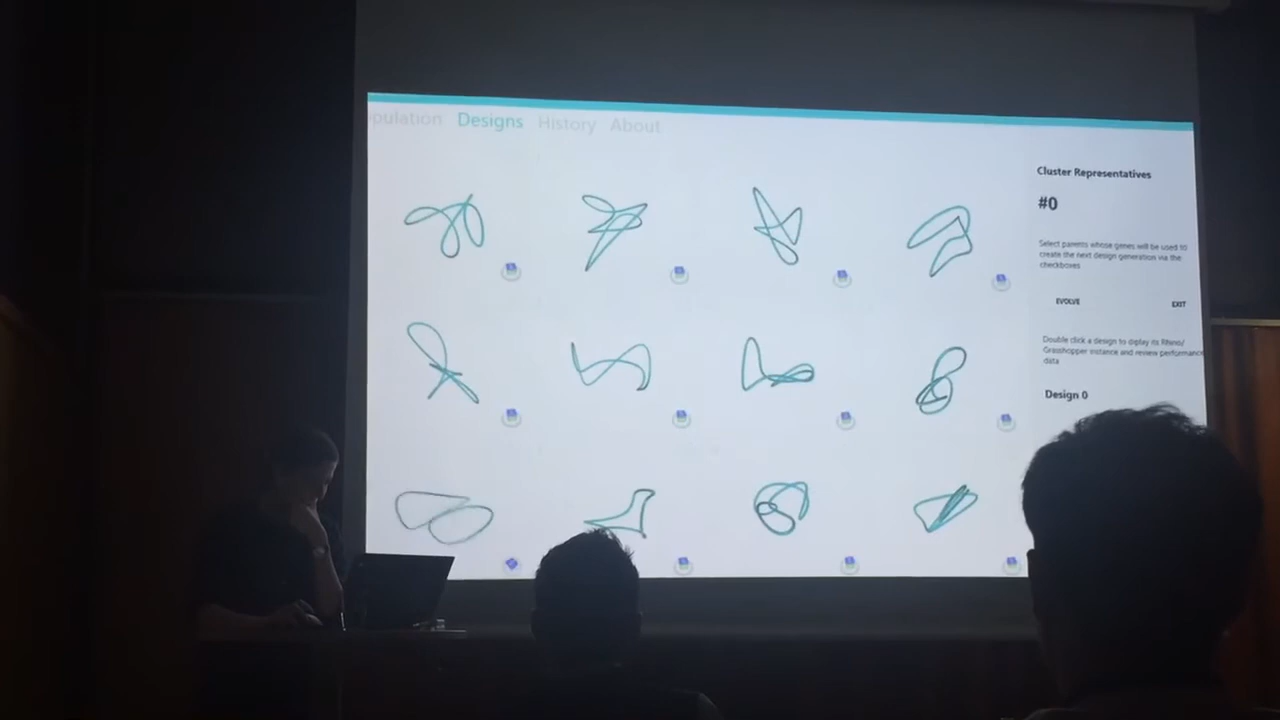 oulation Designs History About
Cluster Representatives
#0
Select parents whose genes will be used to
create the next design generation via the
checkboxes
EVOLVE EXIT
Double click a design to diplay its Rhino/
Grasshopper instance and review performance
data
Design 0